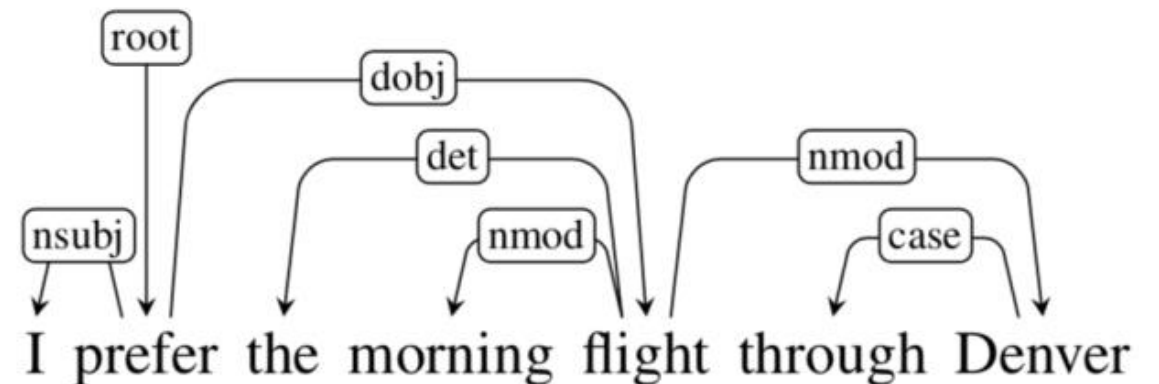 root
dobj
det nmod
nsubj nmod case
I prefer the morning flight through Denver